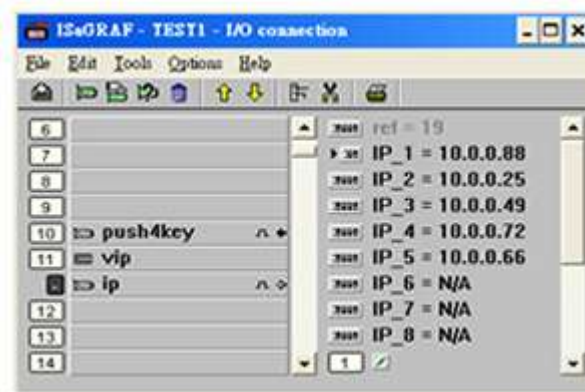 ISaGRAF - TEST1 - I/O connection
File Edit Tools Options Help
6
7
8
9
10 push4key
11 vip
ip
12
13
14
ref = 19
IP_1 = 10.0.0.88
IP_2 = 10.0.0.25
IP_3 = 10.0.0.49
IP_4 = 10.0.0.72
IP_5 = 10.0.0.66
IP_6 = N/A
IP_7 = N/A
IP_8 = N/A
1